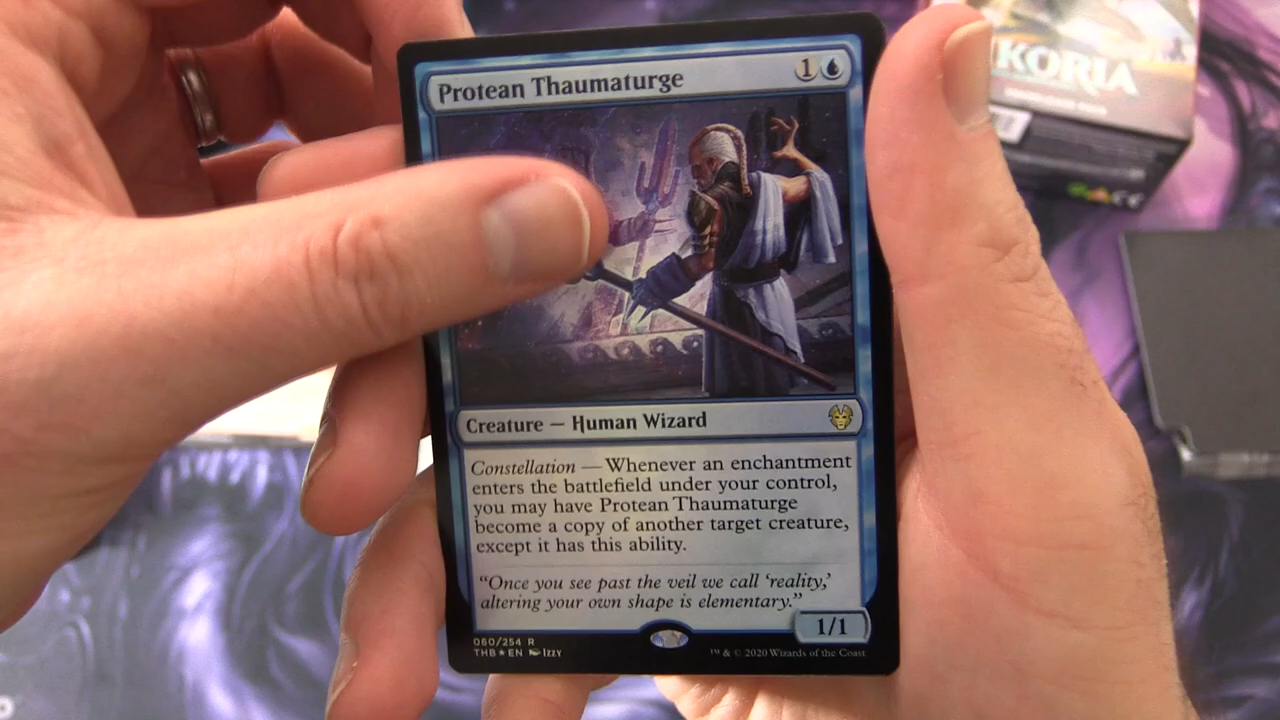 Protean Thaumaturge 1
IKORIA
Creature — Human Wizard
Constellation — Whenever an enchantment
enters the battlefield under your control,
you may have Protean Thaumaturge
become a copy of another target creature,
except it has this ability.
“Once you see past the veil we call ‘reality,’
altering your own shape is elementary.”
1/1
060/254 R
THB★EN Izzy
™ & © 2020 Wizards of the Coast